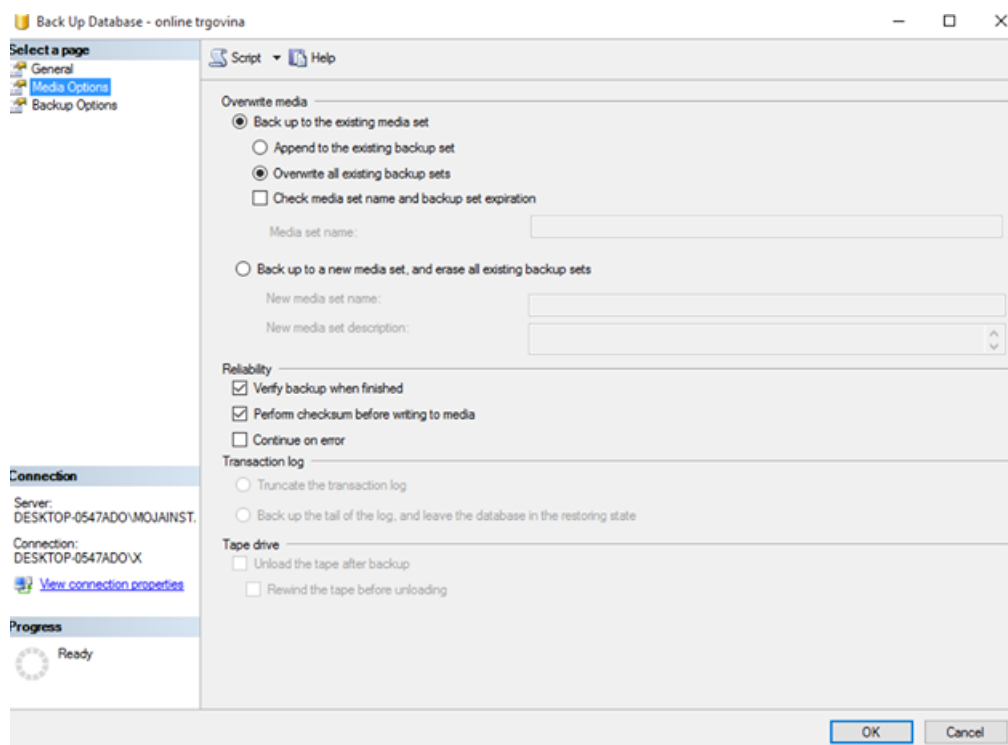 Back Up Database - online trgovina
Select a page
General
Media Options
Backup Options
Script
Help
Overwrite media
Back up to the existing media set
Append to the existing backup set
Overwrite all existing backup sets
Check media set name and backup set expiration
Media set name:
Back up to a new media set, and erase all existing backup sets
New media set name:
New media set description:
Reliability
Verify backup when finished
Perform checksum before writing to media
Continue on error
Transaction log
Truncate the transaction log
Back up the tail of the log, and leave the database in the restoring state
Tape drive
Unload the tape after backup
Rewind the tape before unloading
Connection
Server:
DESKTOP-0547ADO\MOJAINST.
Connection:
DESKTOP-0547ADO\X
View connection properties
Progress
Ready
OK
Cancel